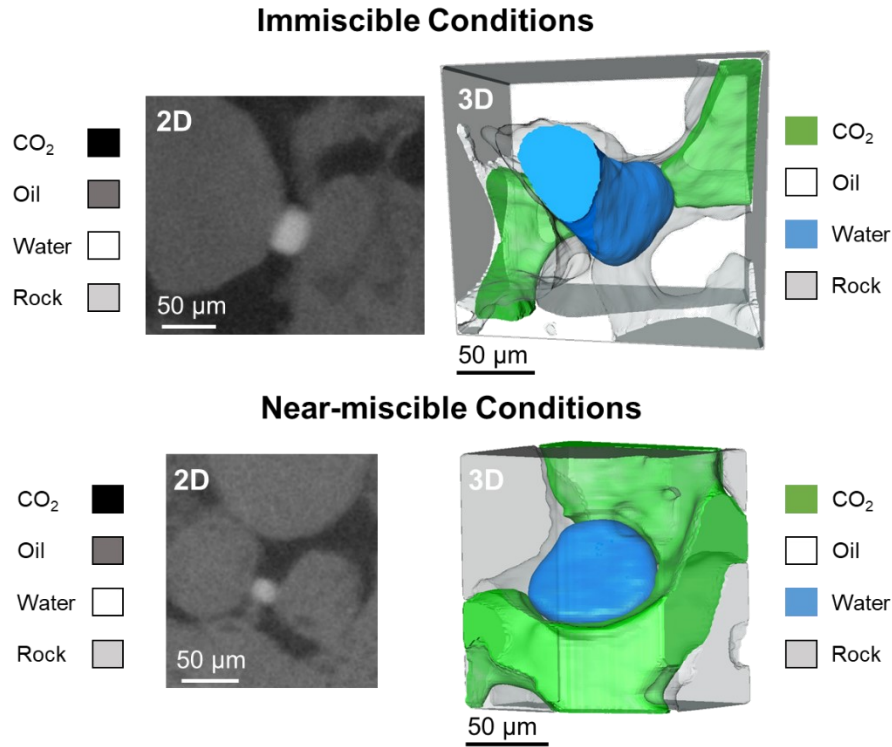 Immiscible Conditions
2D
3D
CO₂
Oil
Water
Rock
50 μm
CO₂
Oil
Water
Rock
50 μm
Near-miscible Conditions
2D
3D
CO₂
Oil
Water
Rock
50 μm
CO₂
Oil
Water
Rock
50 μm